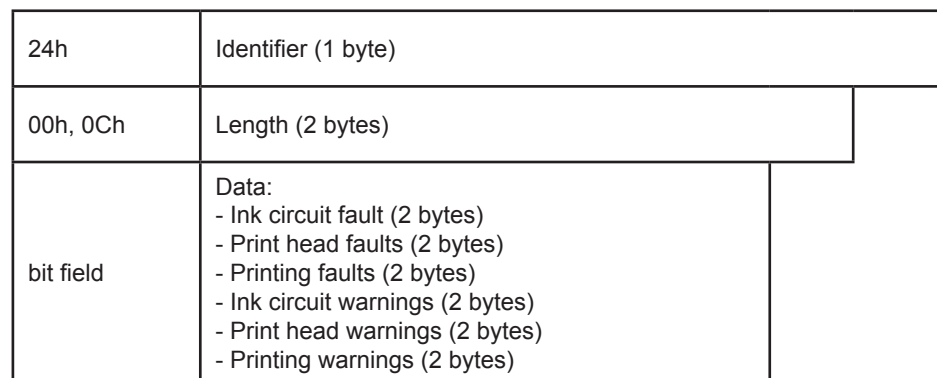 24h Identifier (1 byte)
00h, 0Ch Length (2 bytes)
Data:
- Ink circuit fault (2 bytes)
- Print head faults (2 bytes)
bit field - Printing faults (2 bytes)
- Ink circuit warnings (2 bytes)
- Print head warnings (2 bytes)
- Printing warnings (2 bytes)